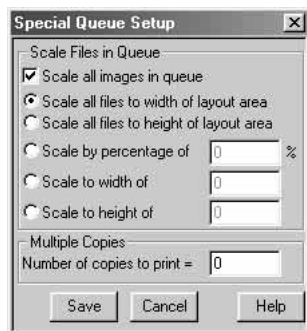 Special Queue Setup
Scale Files in Queue
Scale all images in queue
Scale all files to width of layout area
Scale all files to height of layout area
Scale by percentage of 0 %
Scale to width of 0
Scale to height of 0
Multiple Copies
Number of copies to print = 0
Save Cancel Help